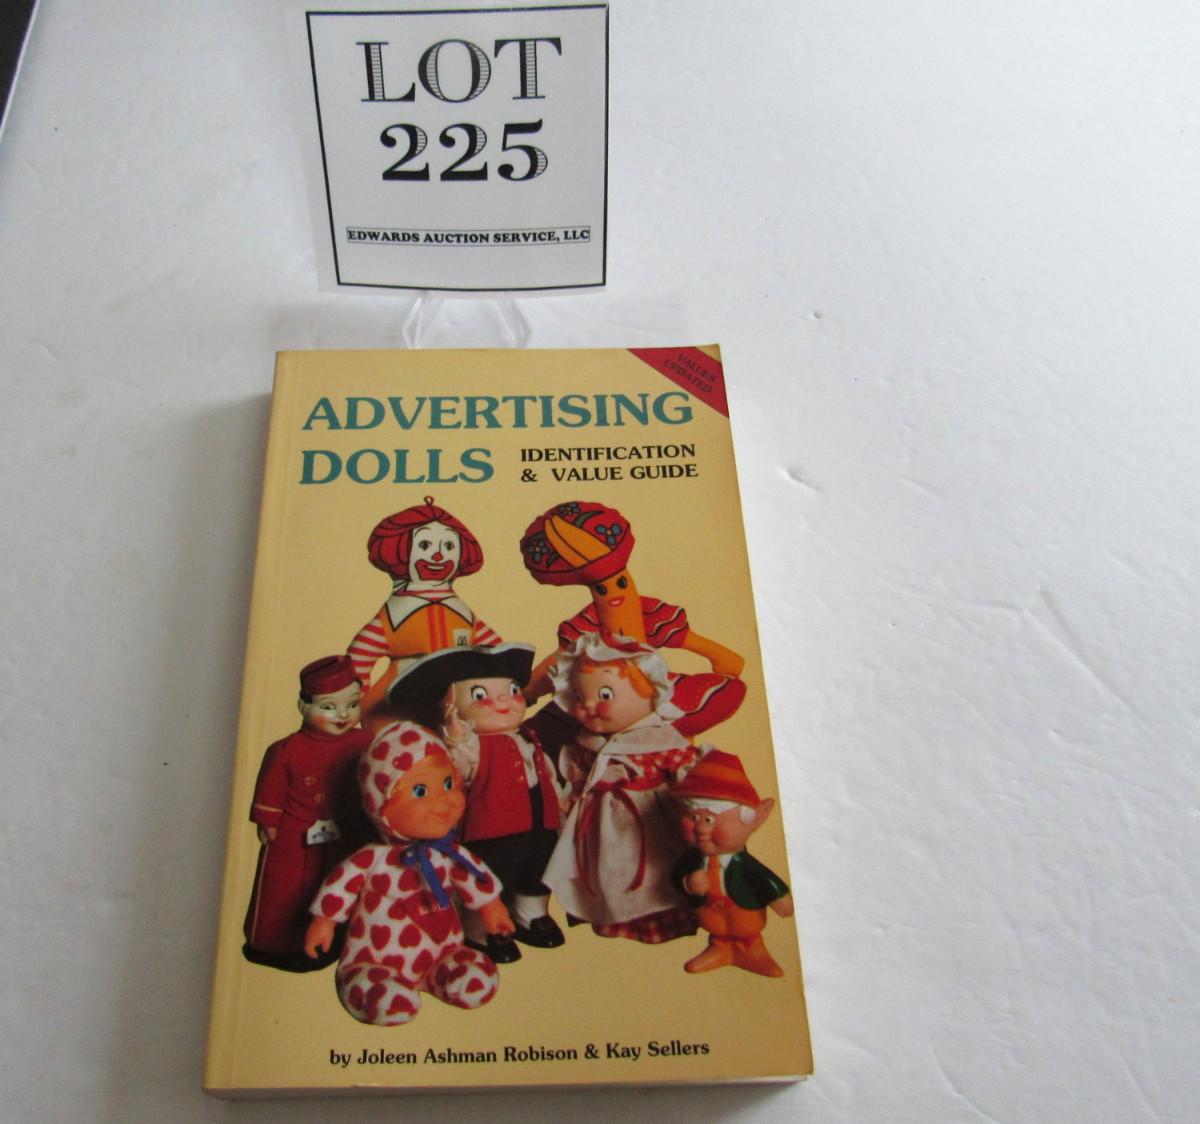 LOT
225
EDWARDS AUCTION SERVICE, LLC
VALUES
UPDATED
ADVERTISING
DOLLS
IDENTIFICATION
& VALUE GUIDE
by Joleen Ashman Robison & Kay Sellers